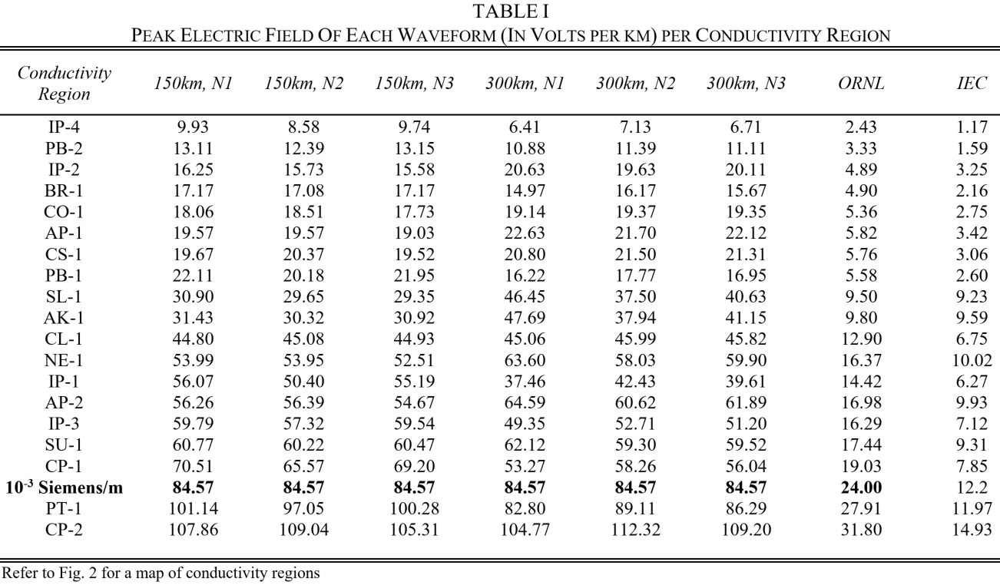 TABLE I
PEAK ELECTRIC FIELD OF EACH WAVEFORM (IN VOLTS PER KM) PER CONDUCTIVITY REGION
Conductivity Region 150km, N1 150km, N2 150km, N3 300km, N1 300km, N2 300km, N3 ORNL IEC
IP-4 9.93 8.58 9.74 6.41 7.13 6.71 2.43 1.17
PB-2 13.11 12.39 13.15 10.88 11.39 11.11 3.33 1.59
IP-2 16.25 15.73 15.58 20.63 19.63 20.11 4.89 3.25
BR-1 17.17 17.08 17.17 14.97 16.17 15.67 4.90 2.16
CO-1 18.06 18.51 17.73 19.14 19.37 19.35 5.36 2.75
AP-1 19.57 19.57 19.03 22.63 21.70 22.12 5.82 3.42
CS-1 19.67 20.37 19.52 20.80 21.50 21.31 5.76 3.06
PB-1 22.11 20.18 21.95 16.22 17.77 16.95 5.58 2.60
SL-1 30.90 29.65 29.35 46.45 37.50 40.63 9.50 9.23
AK-1 31.43 30.32 30.92 47.69 37.94 41.15 9.80 9.59
CL-1 44.80 45.08 44.93 45.06 45.99 45.82 12.90 6.75
NE-1 53.99 53.95 52.51 63.60 58.03 59.90 16.37 10.02
IP-1 56.07 50.40 55.19 37.46 42.43 39.61 14.42 6.27
AP-2 56.26 56.39 54.67 64.59 60.62 61.89 16.98 9.93
IP-3 59.79 57.32 59.54 49.35 52.71 51.20 16.29 7.12
SU-1 60.77 60.22 60.47 62.12 59.30 59.52 17.44 9.31
CP-1 70.51 65.57 69.20 53.27 58.26 56.04 19.03 7.85
10⁻³ Siemens/m 84.57 84.57 84.57 84.57 84.57 84.57 24.00 12.2
PT-1 101.14 97.05 100.28 82.80 89.11 86.29 27.91 11.97
CP-2 107.86 109.04 105.31 104.77 112.32 109.20 31.80 14.93
Refer to Fig. 2 for a map of conductivity regions